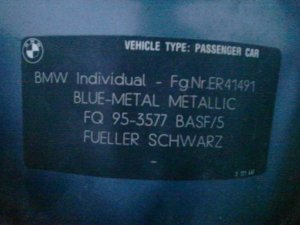 BMW
VEHICLE TYPE: PASSENGER CAR
BMW Individual - Fg.Nr.ER41491
BLUE-METAL METALLIC
FQ 95-3577 BASF/5
FUELLER SCHWARZ
-